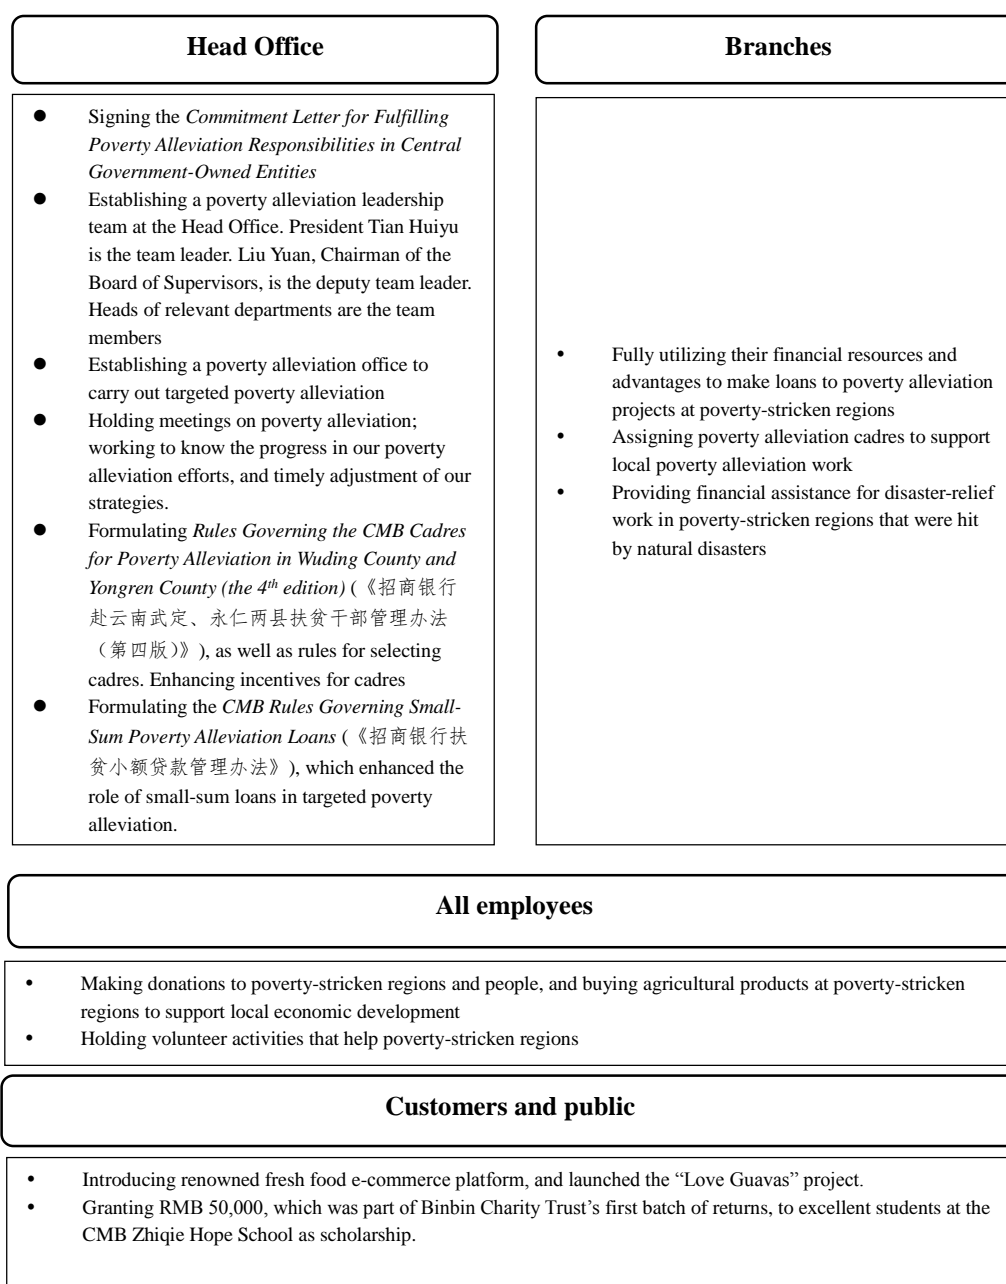 Head Office
● Signing the Commitment Letter for Fulfilling
Poverty Alleviation Responsibilities in Central
Government-Owned Entities
● Establishing a poverty alleviation leadership
team at the Head Office. President Tian Huiyu
is the team leader. Liu Yuan, Chairman of the
Board of Supervisors, is the deputy team leader.
Heads of relevant departments are the team
members
● Establishing a poverty alleviation office to
carry out targeted poverty alleviation
● Holding meetings on poverty alleviation;
working to know the progress in our poverty
alleviation efforts, and timely adjustment of our
strategies.
● Formulating Rules Governing the CMB Cadres
for Poverty Alleviation in Wuding County and
Yongren County (the 4th edition) (《招商银行
赴云南武定、永仁两县扶贫干部管理办法
（第四版）》), as well as rules for selecting
cadres. Enhancing incentives for cadres
● Formulating the CMB Rules Governing Small-
Sum Poverty Alleviation Loans (《招商银行扶
贫小额贷款管理办法》), which enhanced the
role of small-sum loans in targeted poverty
alleviation.
Branches
• Fully utilizing their financial resources and
advantages to make loans to poverty alleviation
projects at poverty-stricken regions
• Assigning poverty alleviation cadres to support
local poverty alleviation work
• Providing financial assistance for disaster-relief
work in poverty-stricken regions that were hit
by natural disasters
All employees
• Making donations to poverty-stricken regions and people, and buying agricultural products at poverty-stricken
regions to support local economic development
• Holding volunteer activities that help poverty-stricken regions
Customers and public
• Introducing renowned fresh food e-commerce platform, and launched the “Love Guavas” project.
• Granting RMB 50,000, which was part of Binbin Charity Trust’s first batch of returns, to excellent students at the
CMB Zhiqie Hope School as scholarship.